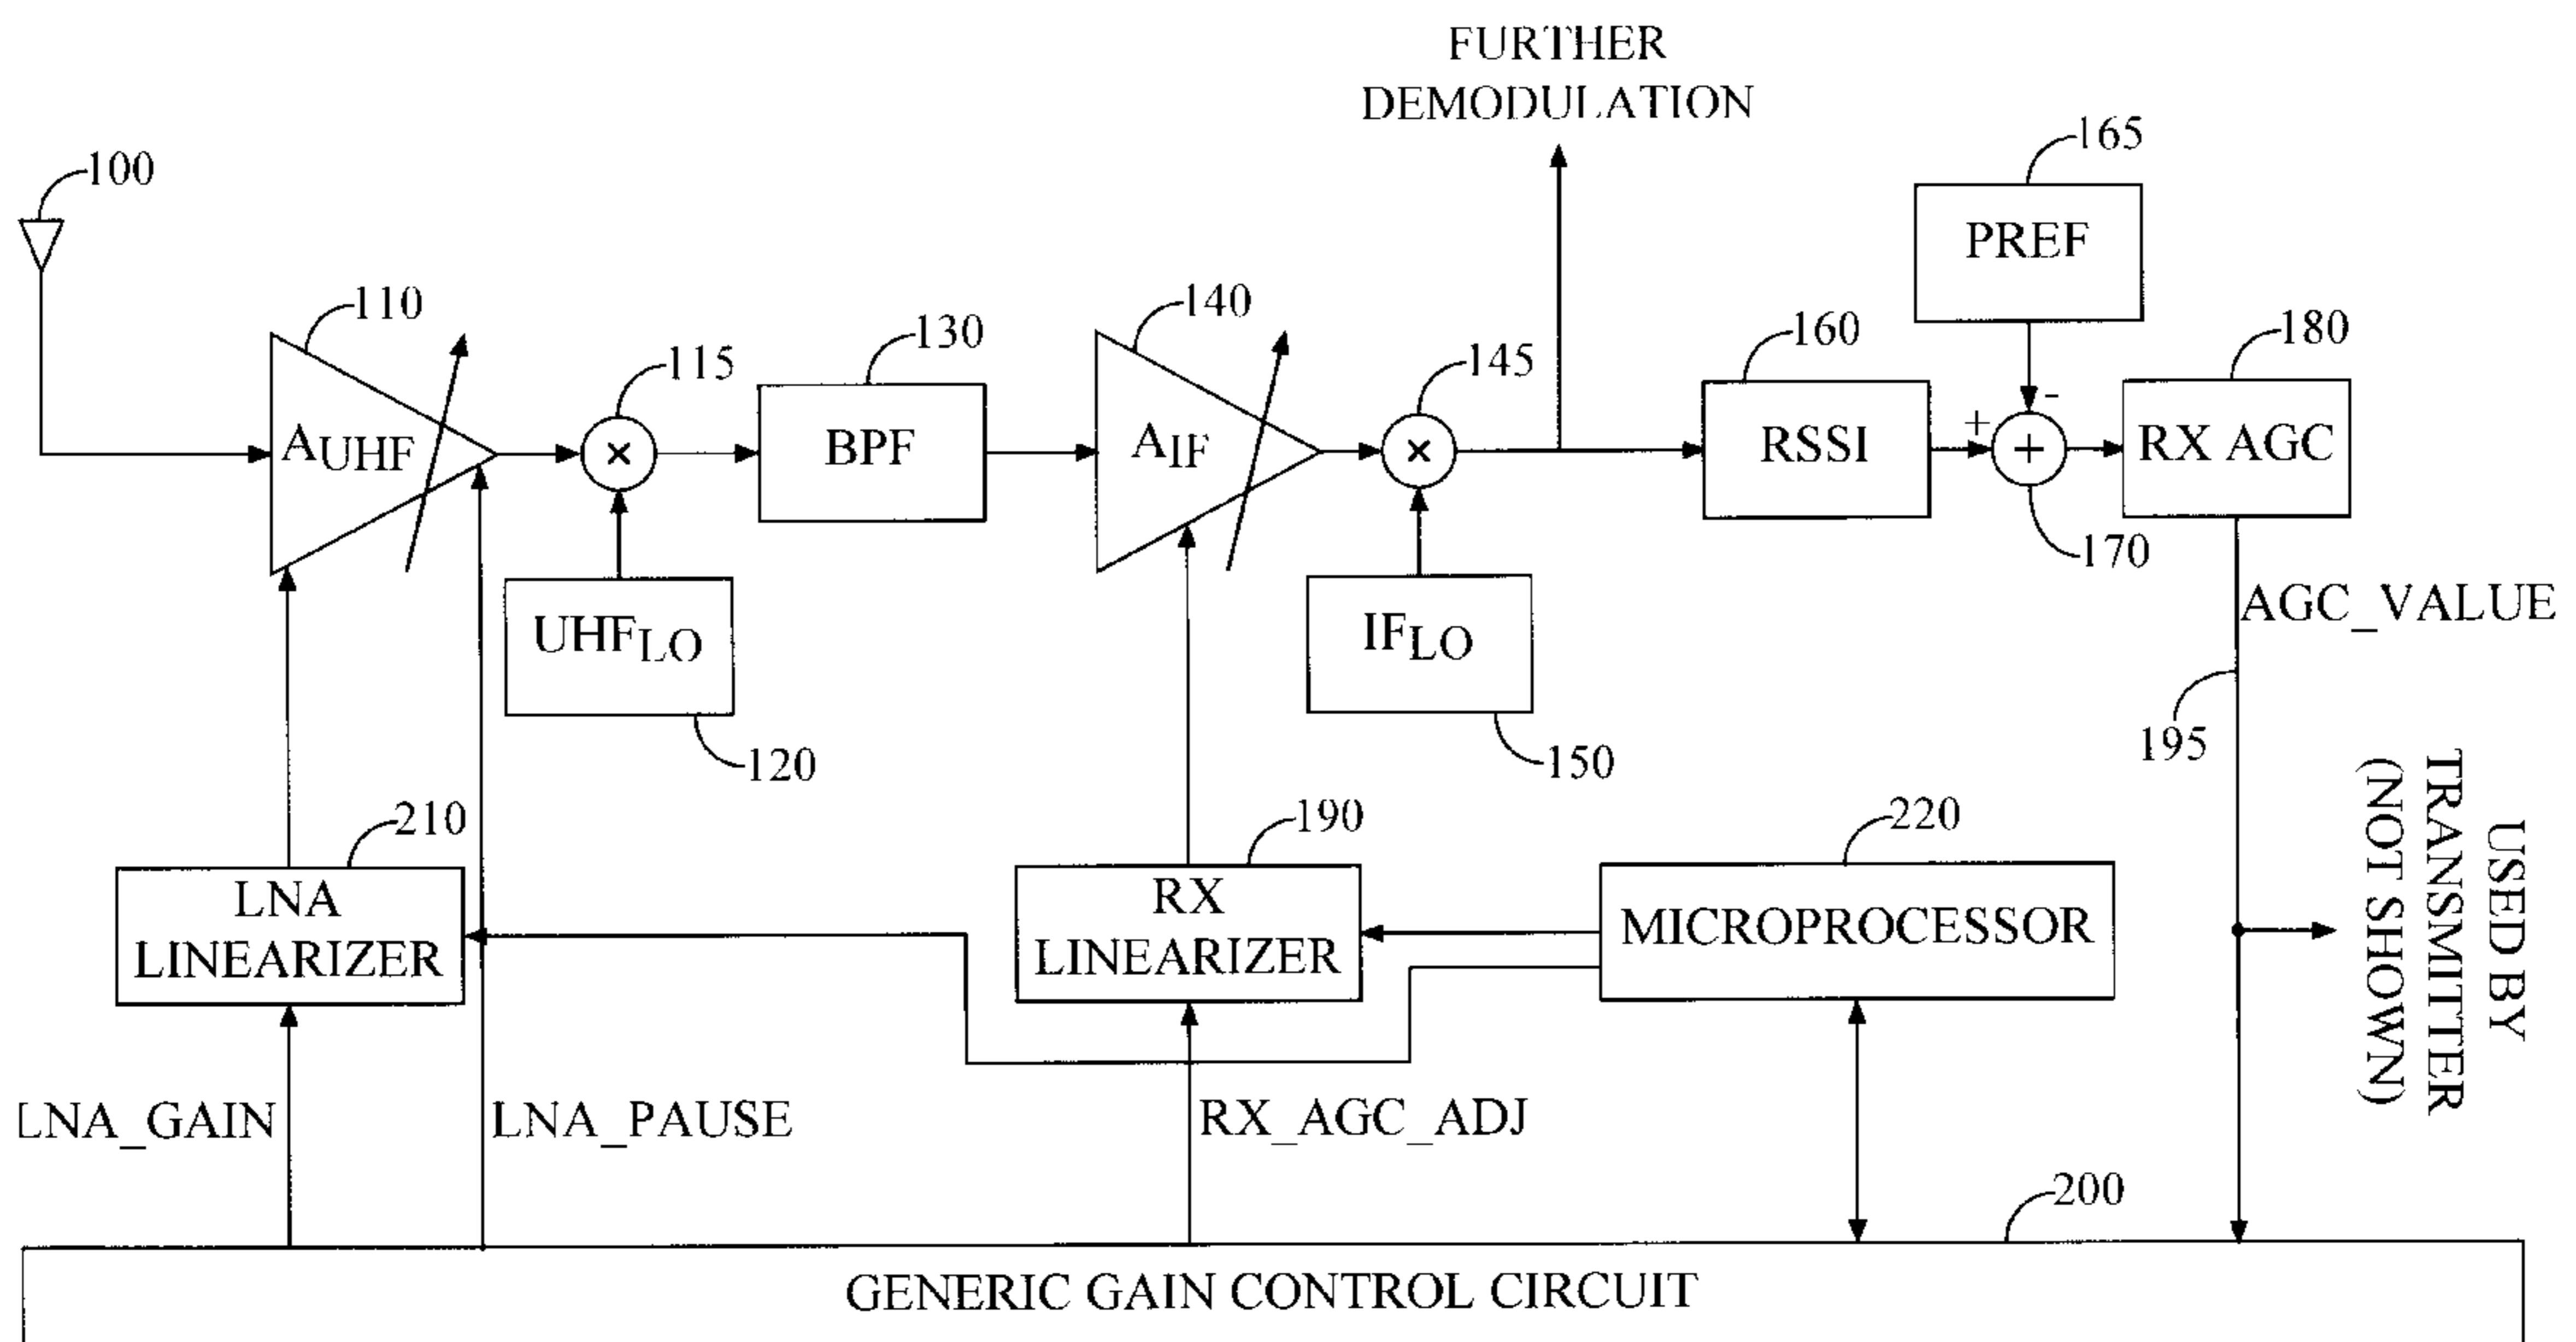 FURTHER
DEMODULATION
100
110
115
130
140
145
160
165
PREF
180
AUHF
×
BPF
AIF
×
RSSI
+
-
+
RX AGC
170
UHFLO
120
IFLO
150
AGC_VALUE
195
USED BY
TRANSMITTER
(NOT SHOWN)
210
LNA
LINEARIZER
190
RX
LINEARIZER
220
MICROPROCESSOR
LNA_GAIN
LNA_PAUSE
RX_AGC_ADJ
200
GENERIC GAIN CONTROL CIRCUIT